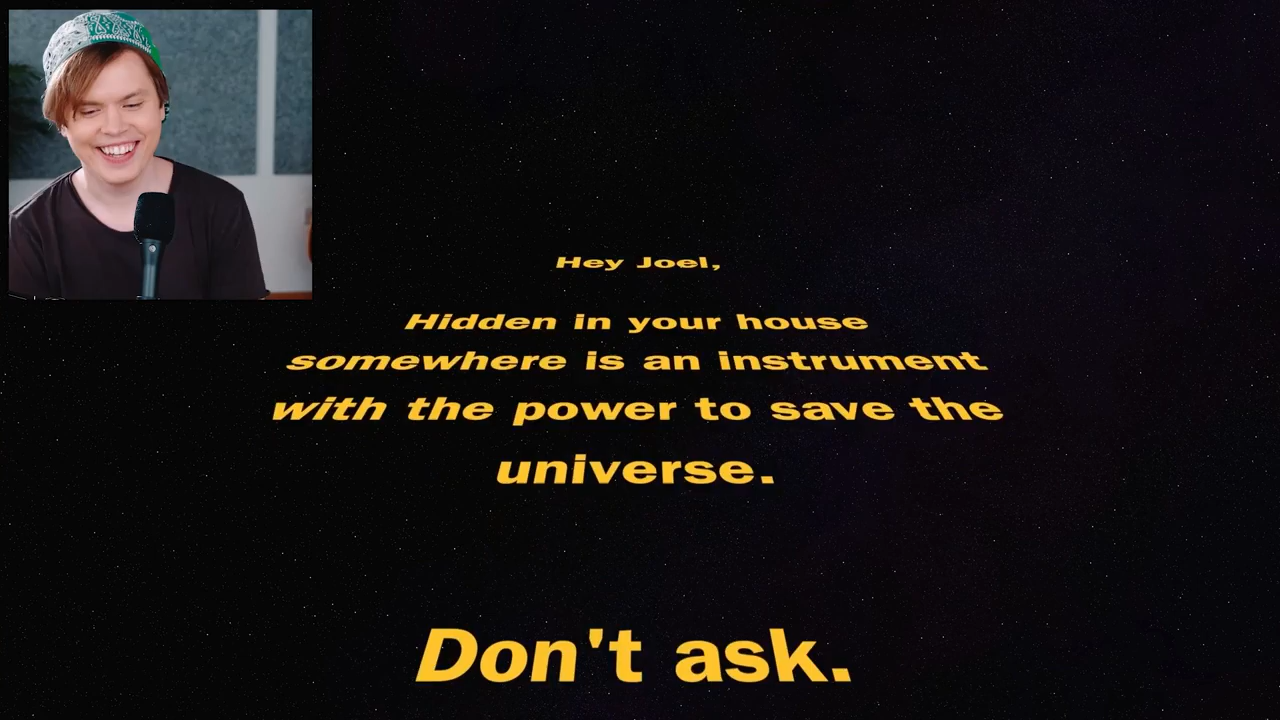 Hey Joel,
Hidden in your house
somewhere is an instrument
with the power to save the
universe.
Don't ask.